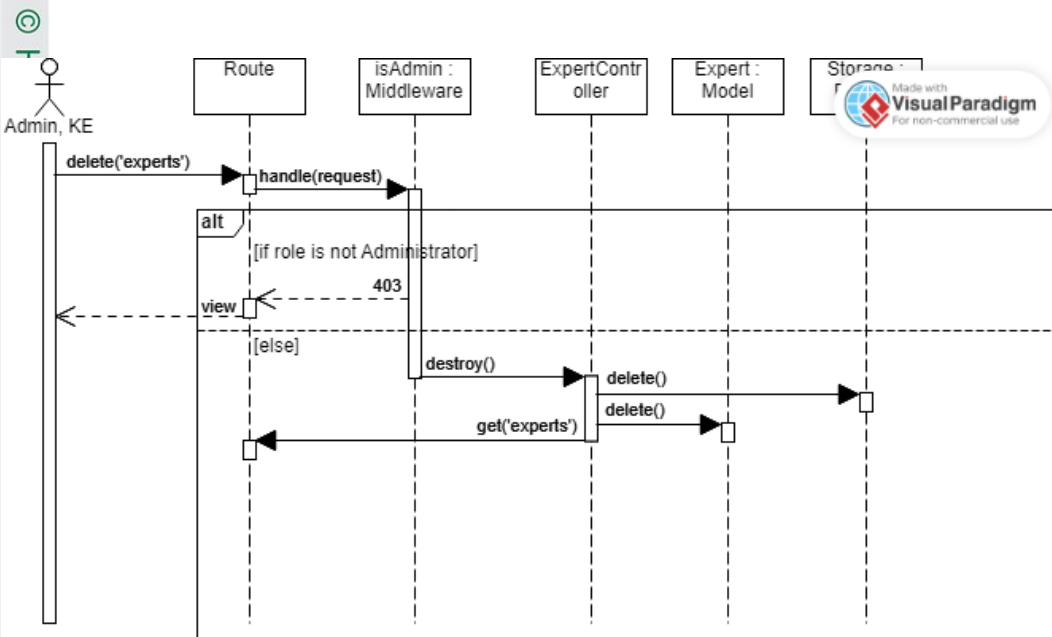 ©
Route
isAdmin :
Middleware
ExpertContr
oller
Expert :
Model
Storage :
Made with
Visual Paradigm
For non-commercial use
Admin, KE
delete('experts')
handle(request)
alt
[if role is not Administrator]
403
view
[else]
destroy()
delete()
delete()
get('experts')